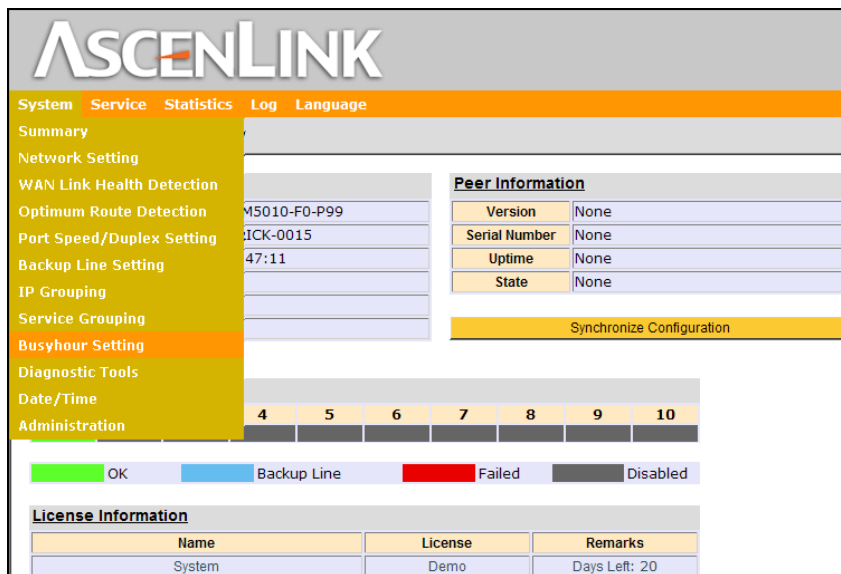 ASCENLINK
System Service Statistics Log Language
Summary
Network Setting
WAN Link Health Detection
Optimum Route Detection
Port Speed/Duplex Setting
Backup Line Setting
IP Grouping
Service Grouping
Busyhour Setting
Diagnostic Tools
Date/Time
Administration
M5010-F0-P99
ICK-0015
47:11
Peer Information
Version None
Serial Number None
Uptime None
State None
Synchronize Configuration
4 5 6 7 8 9 10
OK Backup Line Failed Disabled
License Information
Name License Remarks
System Demo Days Left: 20